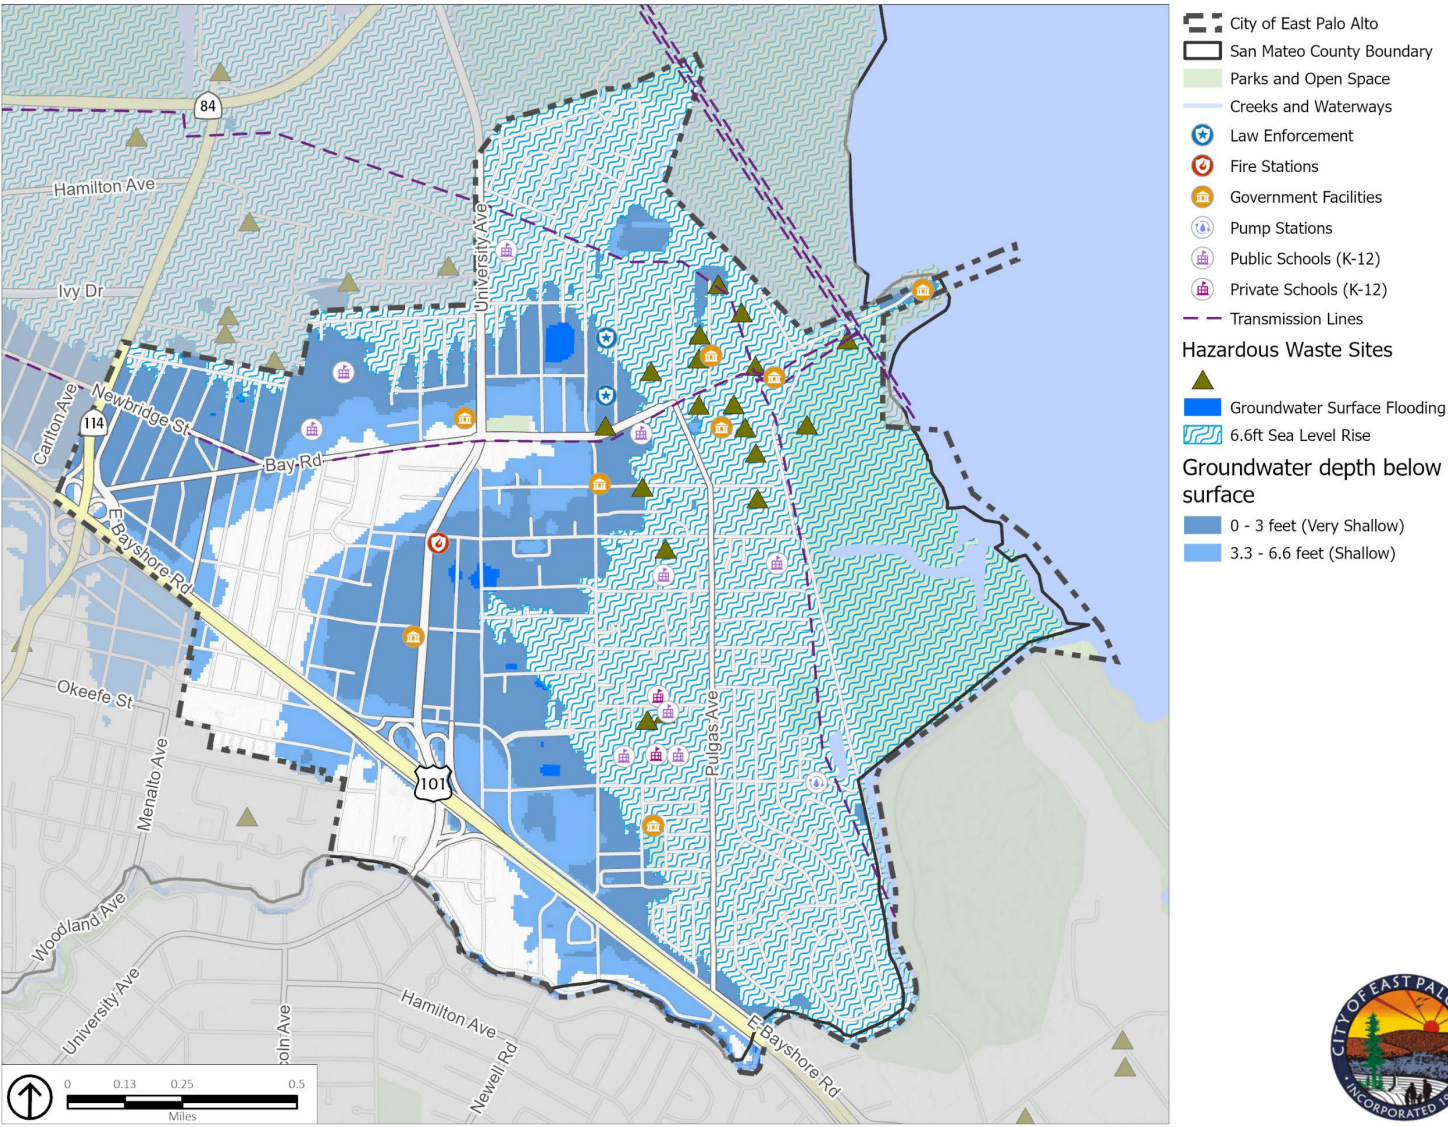 84
Hamilton Ave
University Ave
Ivy Dr
Newbridge St
Carlton Ave
114
Bay Rd
E Bayshore Rd
Okeefe St
Menalto Ave
Pulgas Ave
101
Woodland Ave
University Ave
Hamilton Ave
coln Ave
Newell Rd
E Bayshore Rd
0 0.13 0.25 0.5
Miles
City of East Palo Alto
San Mateo County Boundary
Parks and Open Space
Creeks and Waterways
Law Enforcement
Fire Stations
Government Facilities
Pump Stations
Public Schools (K-12)
Private Schools (K-12)
Transmission Lines
Hazardous Waste Sites
Groundwater Surface Flooding
6.6ft Sea Level Rise
Groundwater depth below
surface
0 - 3 feet (Very Shallow)
3.3 - 6.6 feet (Shallow)
CITY OF EAST PALO
INCORPORATED 19